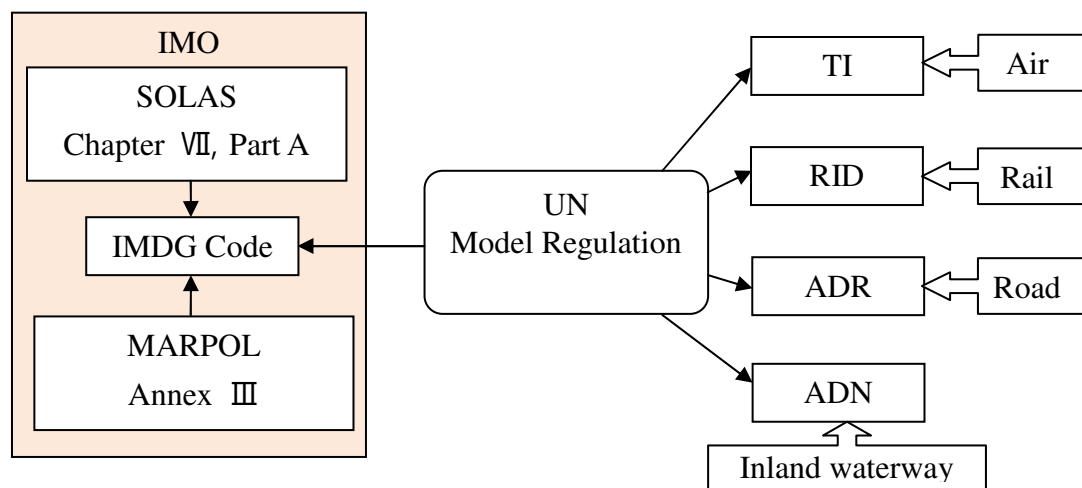 IMO
SOLAS
Chapter Ⅶ, Part A
IMDG Code
MARPOL
Annex Ⅲ
UN
Model Regulation
TI
Air
RID
Rail
ADR
Road
ADN
Inland waterway